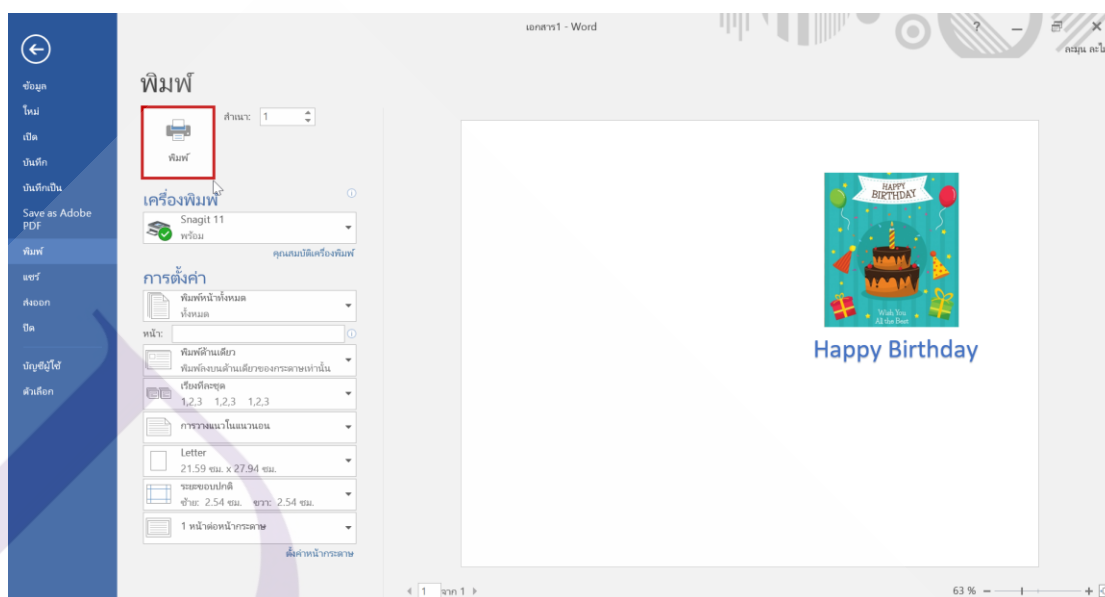 เอกสาร1 - Word
?
ข้อมูล
ใหม่
เปิด
บันทึก
บันทึกเป็น
Save as Adobe
PDF
พิมพ์
แชร์
ส่งออก
ปิด
บัญชีผู้ใช้
ตัวเลือก
พิมพ์
พิมพ์
สำเนา: 1
เครื่องพิมพ์
Snagit 11
พร้อม
คุณสมบัติเครื่องพิมพ์
การตั้งค่า
พิมพ์หน้าทั้งหมด
ทั้งหมด
หน้า:
พิมพ์ด้านเดียว
พิมพ์ลงบนด้านเดียวของกระดาษเท่านั้น
เรียงทีละชุด
1,2,3 1,2,3 1,2,3
การวางแนวในแนวนอน
Letter
21.59 ซม. x 27.94 ซม.
ระยะขอบปกติ
ซ้าย: 2.54 ซม. ขวา: 2.54 ซม.
1 หน้าต่อหน้ากระดาษ
ตั้งค่าหน้ากระดาษ
HAPPY
BIRTHDAY
Wish You
All the Best
Happy Birthday
1 จาก 1
63 %